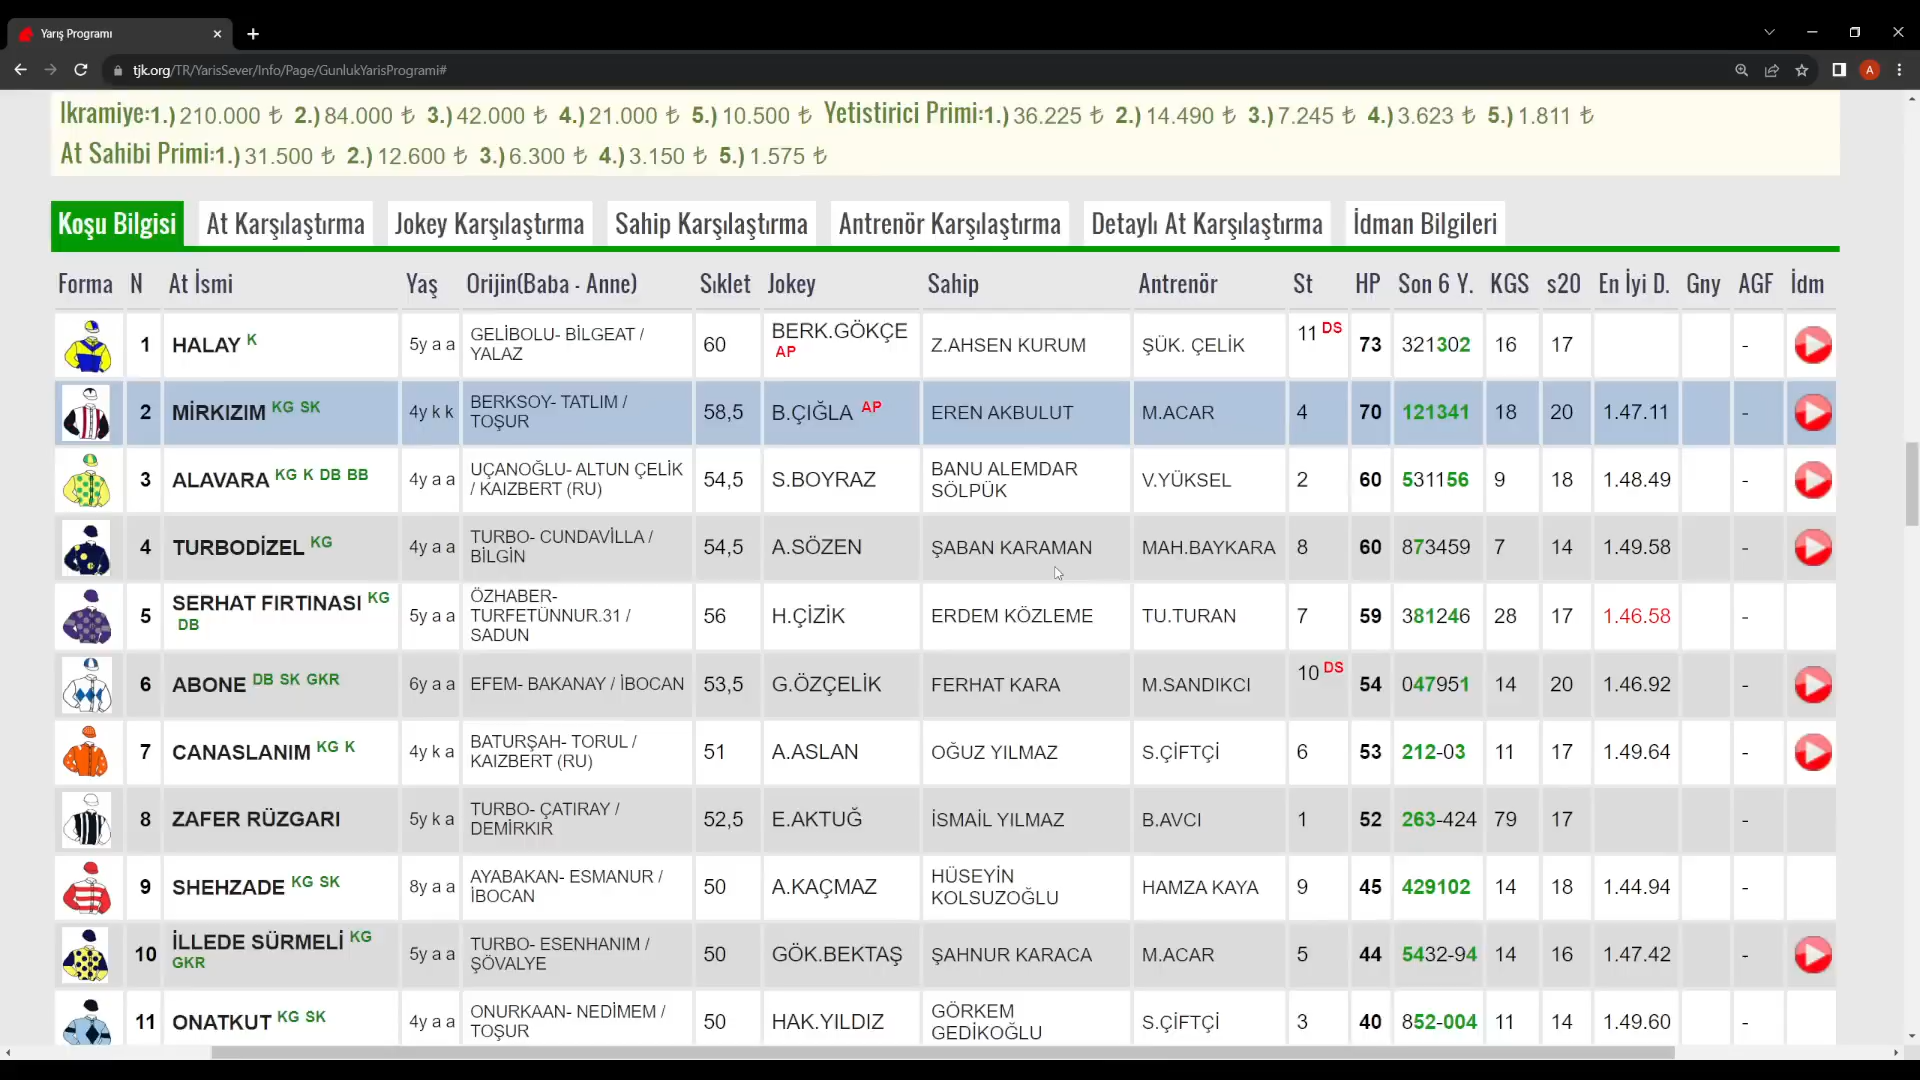 Yarış Programı
tjk.org/TR/YarisSever/Info/Page/GunlukYarisProgrami#
A
Ikramiye:1.) 210.000 ₺ 2.) 84.000 ₺ 3.) 42.000 ₺ 4.) 21.000 ₺ 5.) 10.500 ₺ Yetistirici Primi:1.) 36.225 ₺ 2.) 14.490 ₺ 3.) 7.245 ₺ 4.) 3.623 ₺ 5.) 1.811 ₺
At Sahibi Primi:1.) 31.500 ₺ 2.) 12.600 ₺ 3.) 6.300 ₺ 4.) 3.150 ₺ 5.) 1.575 ₺
Koşu Bilgisi At Karşılaştırma Jokey Karşılaştırma Sahip Karşılaştırma Antrenör Karşılaştırma Detaylı At Karşılaştırma İdman Bilgileri
Forma N At İsmi Yaş Orijin(Baba - Anne) Sıklet Jokey Sahip Antrenör St HP Son 6 Y. KGS s20 En İyi D. Gny AGF İdm
1 HALAY K 5y a a GELİBOLU- BİLGEAT / YALAZ 60 BERK.GÖKÇE AP Z.AHSEN KURUM ŞÜK. ÇELİK 11 DS 73 321302 16 17 -
2 MİRKIZIM KG SK 4y k k BERKSOY- TATLIM / TOŞUR 58,5 B.ÇIĞLA AP EREN AKBULUT M.ACAR 4 70 121341 18 20 1.47.11 -
3 ALAVARA KG K DB BB 4y a a UÇANOĞLU- ALTUN ÇELİK / KAIZBERT (RU) 54,5 S.BOYRAZ BANU ALEMDAR SÖLPÜK V.YÜKSEL 2 60 531156 9 18 1.48.49 -
4 TURBODİZEL KG 4y a a TURBO- CUNDAVİLLA / BİLGİN 54,5 A.SÖZEN ŞABAN KARAMAN MAH.BAYKARA 8 60 873459 7 14 1.49.58 -
5 SERHAT FIRTINASI KG DB 5y a a ÖZHABER- TURFETÜNNUR.31 / SADUN 56 H.ÇİZİK ERDEM KÖZLEME TU.TURAN 7 59 381246 28 17 1.46.58 -
6 ABONE DB SK GKR 6y a a EFEM- BAKANAY / İBOCAN 53,5 G.ÖZÇELİK FERHAT KARA M.SANDIKCI 10 DS 54 047951 14 20 1.46.92 -
7 CANASLANIM KG K 4y k a BATURŞAH- TORUL / KAIZBERT (RU) 51 A.ASLAN OĞUZ YILMAZ S.ÇİFTÇİ 6 53 212-03 11 17 1.49.64 -
8 ZAFER RÜZGARI 5y k a TURBO- ÇATIRAY / DEMİRKIR 52,5 E.AKTUĞ İSMAİL YILMAZ B.AVCI 1 52 263-424 79 17 -
9 SHEHZADE KG SK 8y a a AYABAKAN- ESMANUR / İBOCAN 50 A.KAÇMAZ HÜSEYİN KOLSUZOĞLU HAMZA KAYA 9 45 429102 14 18 1.44.94 -
10 İLLEDE SÜRMELİ KG GKR 5y a a TURBO- ESENHANIM / ŞÖVALYE 50 GÖK.BEKTAŞ ŞAHNUR KARACA M.ACAR 5 44 5432-94 14 16 1.47.42 -
11 ONATKUT KG SK 4y a a ONURKAAN- NEDİMEM / TOŞUR 50 HAK.YILDIZ GÖRKEM GEDİKOĞLU S.ÇİFTÇİ 3 40 852-004 11 14 1.49.60 -